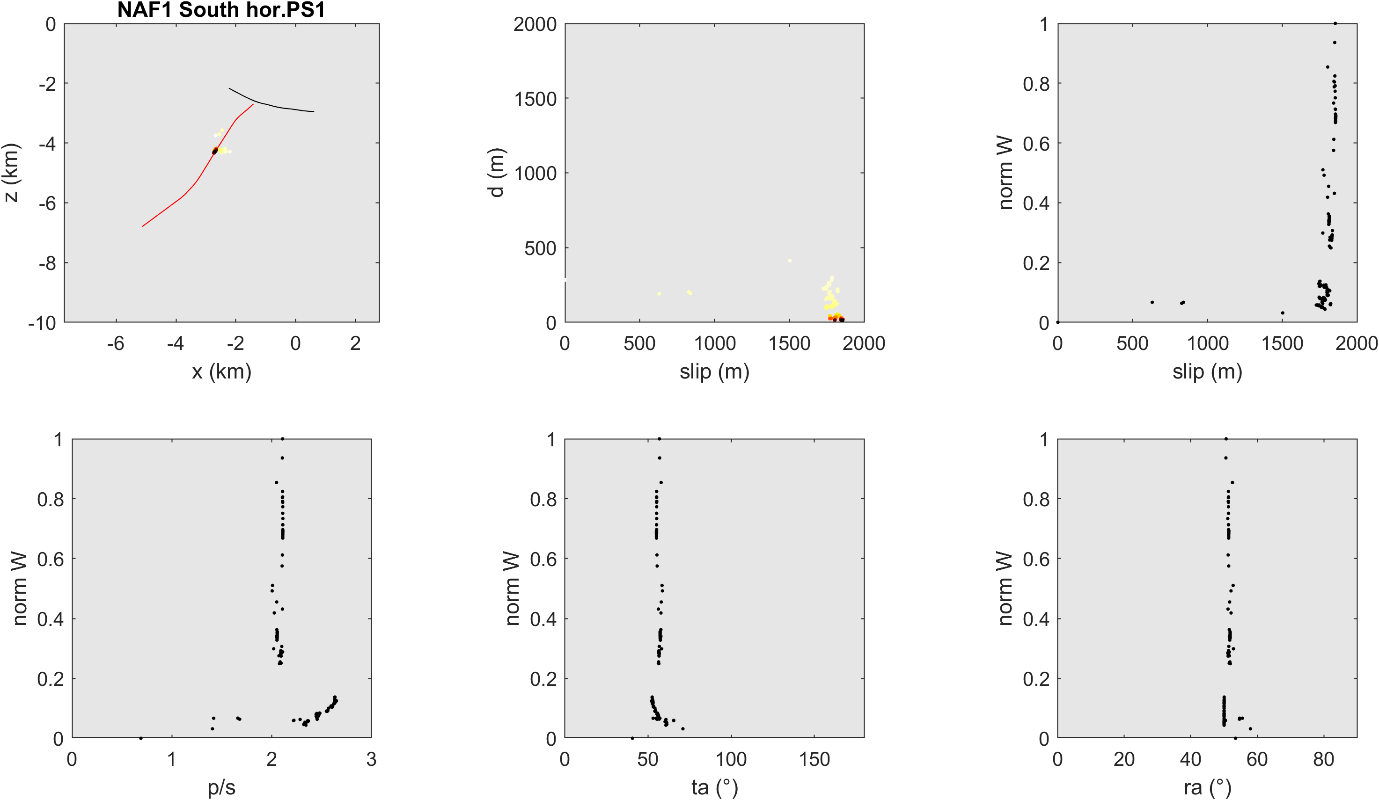 NAF1 South hor.PS1
0
-2
-4
-6
-8
-10
z (km)
-6 -4 -2 0 2
x (km)
2000
1500
1000
500
0
d (m)
0 500 1000 1500 2000
slip (m)
1
0.8
0.6
0.4
0.2
0
norm W
0 500 1000 1500 2000
slip (m)
1
0.8
0.6
0.4
0.2
0
norm W
0 1 2 3
p/s
1
0.8
0.6
0.4
0.2
0
norm W
0 50 100 150
ta (°)
1
0.8
0.6
0.4
0.2
0
norm W
0 20 40 60 80
ra (°)